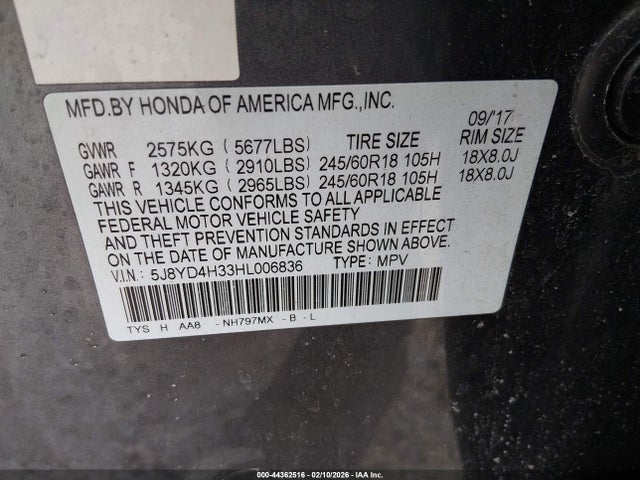 MFD.BY HONDA OF AMERICA MFG.,INC.
09/'17
GVWR 2575KG ( 5677LBS) TIRE SIZE RIM SIZE
GAWR F 1320KG ( 2910LBS) 245/60R18 105H 18X8.0J
GAWR R 1345KG ( 2965LBS) 245/60R18 105H 18X8.0J
THIS VEHICLE CONFORMS TO ALL APPLICABLE
FEDERAL MOTOR VEHICLE SAFETY
AND THEFT PREVENTION STANDARDS IN EFFECT
ON THE DATE OF MANUFACTURE SHOWN ABOVE.
V.I.N.: 5J8YD4H33HL006836 TYPE: MPV
TYS H AA8 - NH797MX - B - L
000-44362516 - 02/10/2026 - IAA Inc.